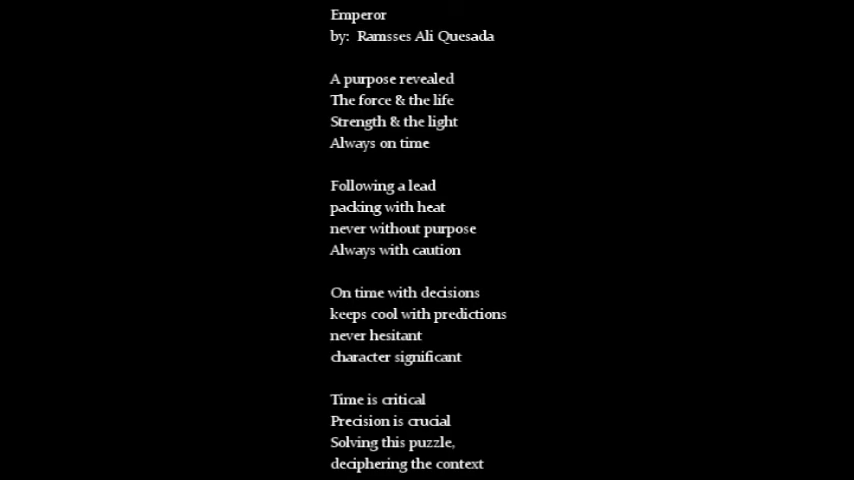 Emperor
by: Ramsses Ali Quesada
A purpose revealed
The force & the life
Strength & the light
Always on time
Following a lead
packing with heat
never without purpose
Always with caution
On time with decisions
keeps cool with predictions
never hesitant
character significant
Time is critical
Precision is crucial
Solving this puzzle,
deciphering the context